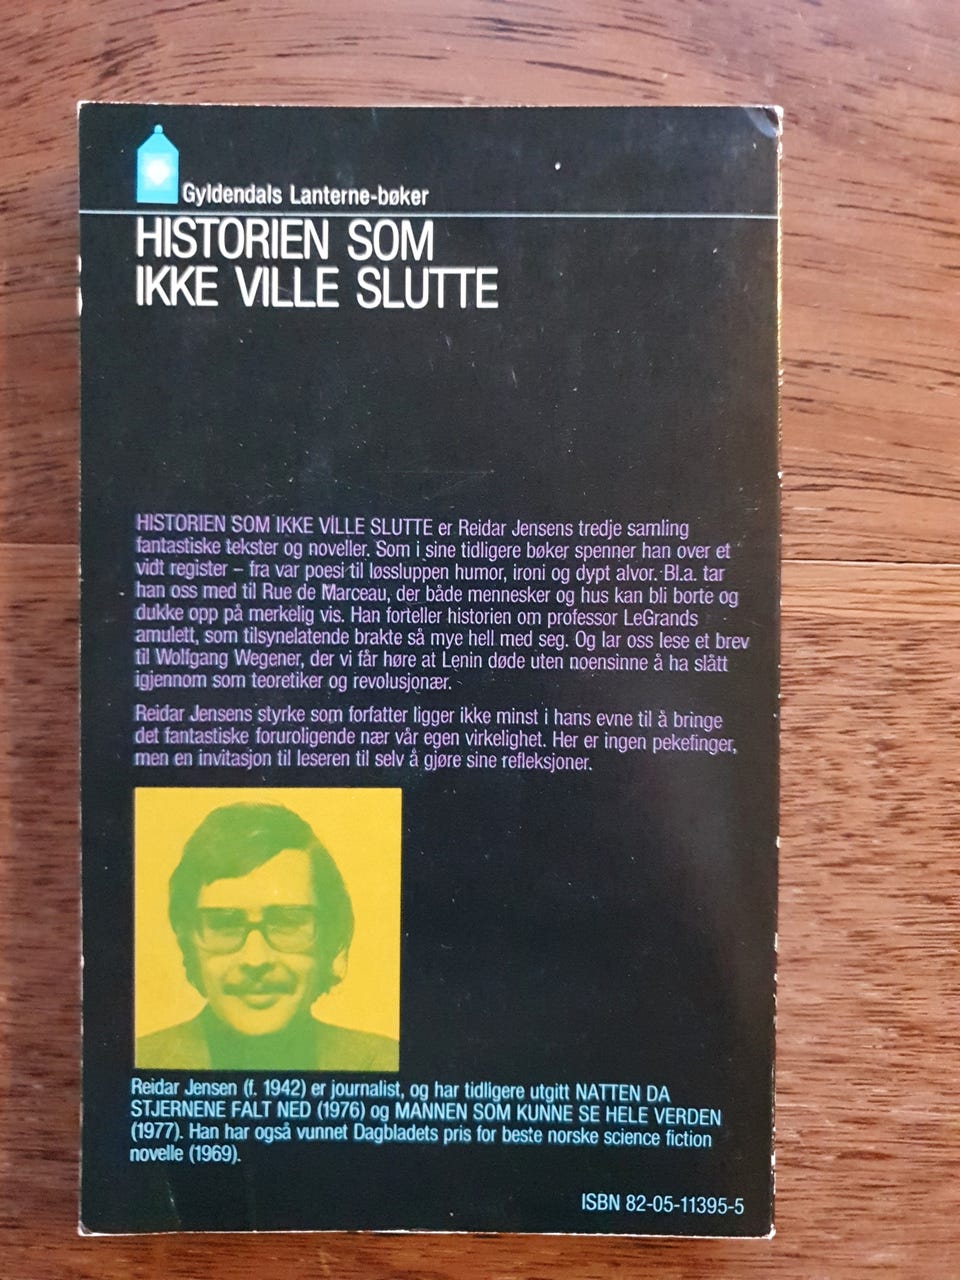 Gyldendals Lanterne-bøker
HISTORIEN SOM
IKKE VILLE SLUTTE
HISTORIEN SOM IKKE VILLE SLUTTE er Reidar Jensens tredje samling
fantastiske tekster og noveller. Som i sine tidligere bøker spenner han over et
vidt register – fra var poesi til løssluppen humor, ironi og dypt alvor. Bl.a. tar
han oss med til Rue de Marceau, der både mennesker og hus kan bli borte og
dukke opp på merkelig vis. Han forteller historien om professor LeGrands
amulett, som tilsynelatende brakte så mye hell med seg. Og lar oss lese et brev
til Wolfgang Wegener, der vi får høre at Lenin døde uten noensinne å ha slått
igjennom som teoretiker og revolusjonær.
Reidar Jensens styrke som forfatter ligger ikke minst i hans evne til å bringe
det fantastiske foruroligende nær vår egen virkelighet. Her er ingen pekefinger,
men en invitasjon til leseren til selv å gjøre sine refleksjoner.
Reidar Jensen (f. 1942) er journalist, og har tidligere utgitt NATTEN DA
STJERNENE FALT NED (1976) og MANNEN SOM KUNNE SE HELE VERDEN
(1977). Han har også vunnet Dagbladets pris for beste norske science fiction
novelle (1969).
ISBN 82-05-11395-5